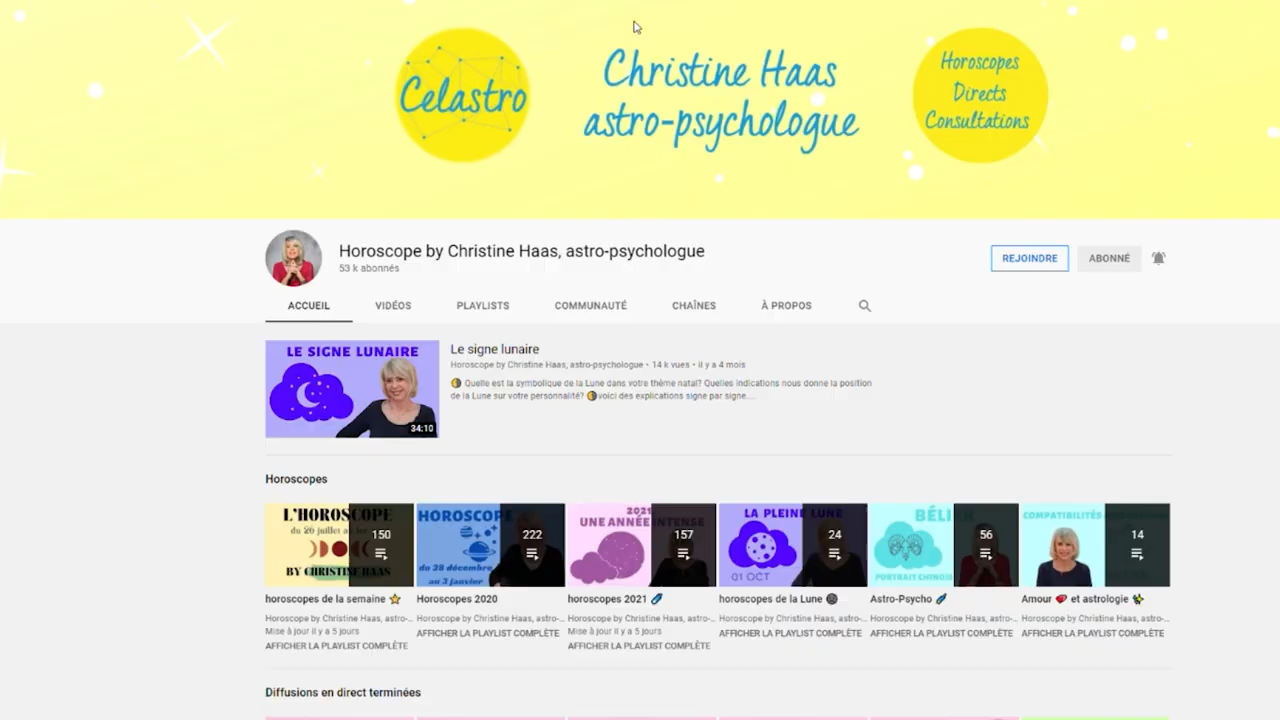 Celastro
Christine Haas
astro-psychologue
Horoscopes
Directs
Consultations
Horoscope by Christine Haas, astro-psychologue
53 k abonnés
REJOINDRE
ABONNÉ
ACCUEIL
VIDÉOS
PLAYLISTS
COMMUNAUTÉ
CHAÎNES
À PROPOS
LE SIGNE LUNAIRE
34:10
Le signe lunaire
Horoscope by Christine Haas, astro-psychologue • 14 k vues • il y a 4 mois
Quelle est la symbolique de la Lune dans votre thème natal? Quelles indications nous donne la position
de la Lune sur votre personnalité? voici des explications signe par signe....
Horoscopes
L'HOROSCOPE
du 26 juillet au
BY CHRISTINE HAAS
150
HOROSCOPE
du 28 décembre
au 3 janvier
222
2021
UNE ANNÉE INTENSE
157
LA PLEINE LUNE
01 OCT
24
BÉLI
PORTRAIT CHINOIS
56
COMPATIBILITÉS
14
horoscopes de la semaine
Horoscope by Christine Haas, astro-...
Mise à jour il y a 5 jours
AFFICHER LA PLAYLIST COMPLÈTE
Horoscopes 2020
Horoscope by Christine Haas, astro-...
AFFICHER LA PLAYLIST COMPLÈTE
horoscopes 2021
Horoscope by Christine Haas, astro-...
Mise à jour il y a 5 jours
AFFICHER LA PLAYLIST COMPLÈTE
horoscopes de la Lune
Horoscope by Christine Haas, astro-...
AFFICHER LA PLAYLIST COMPLÈTE
Astro-Psycho
Horoscope by Christine Haas, astro-...
AFFICHER LA PLAYLIST COMPLÈTE
Amour et astrologie
Horoscope by Christine Haas, astro-...
AFFICHER LA PLAYLIST COMPLÈTE
Diffusions en direct terminées